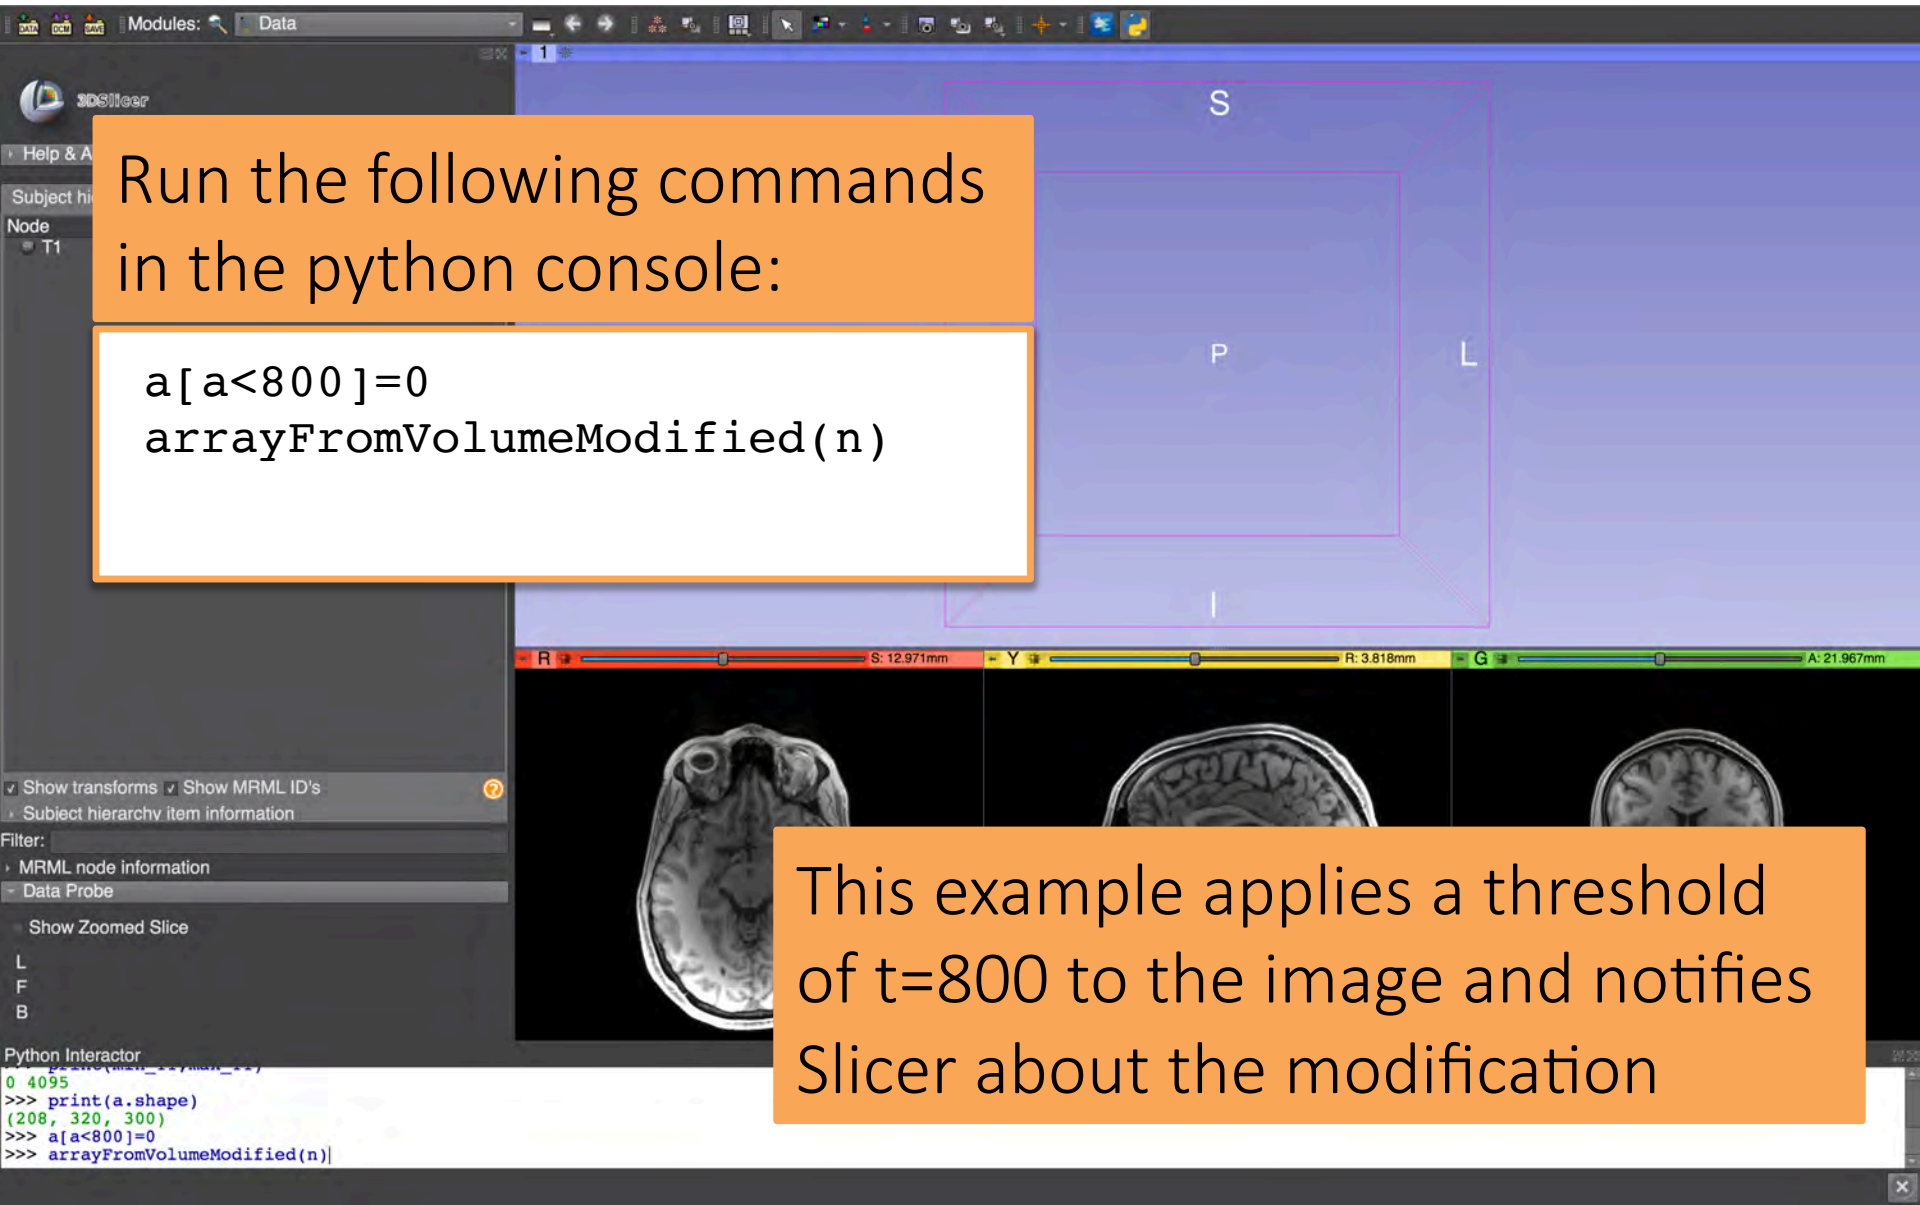 DATA DCM SAVE Modules: Data
1
3DSlicer
S
Help & A
Run the following commands
in the python console:
Subject hi
Node
T1
a[a<800]=0
arrayFromVolumeModified(n)
P
L
I
R S: 12.971mm Y R: 3.818mm G A: 21.967mm
Show transforms Show MRML ID's
Subject hierarchy item information
Filter:
MRML node information
Data Probe
Show Zoomed Slice
L
F
B
This example applies a threshold
of t=800 to the image and notifies
Slicer about the modification
Python Interactor
0 4095
>>> print(a.shape)
(208, 320, 300)
>>> a[a<800]=0
>>> arrayFromVolumeModified(n)